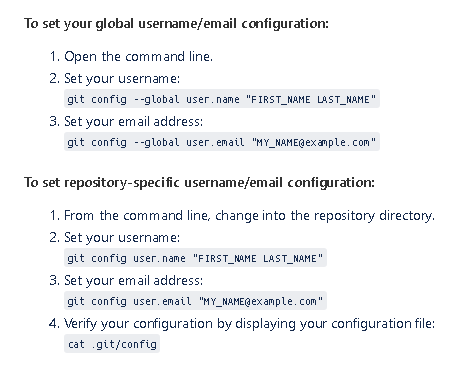 To set your global username/email configuration:
1. Open the command line.
2. Set your username:
git config --global user.name "FIRST_NAME LAST_NAME"
3. Set your email address:
git config --global user.email "MY_NAME@example.com"
To set repository-specific username/email configuration:
1. From the command line, change into the repository directory.
2. Set your username:
git config user.name "FIRST_NAME LAST_NAME"
3. Set your email address:
git config user.email "MY_NAME@example.com"
4. Verify your configuration by displaying your configuration file:
cat .git/config